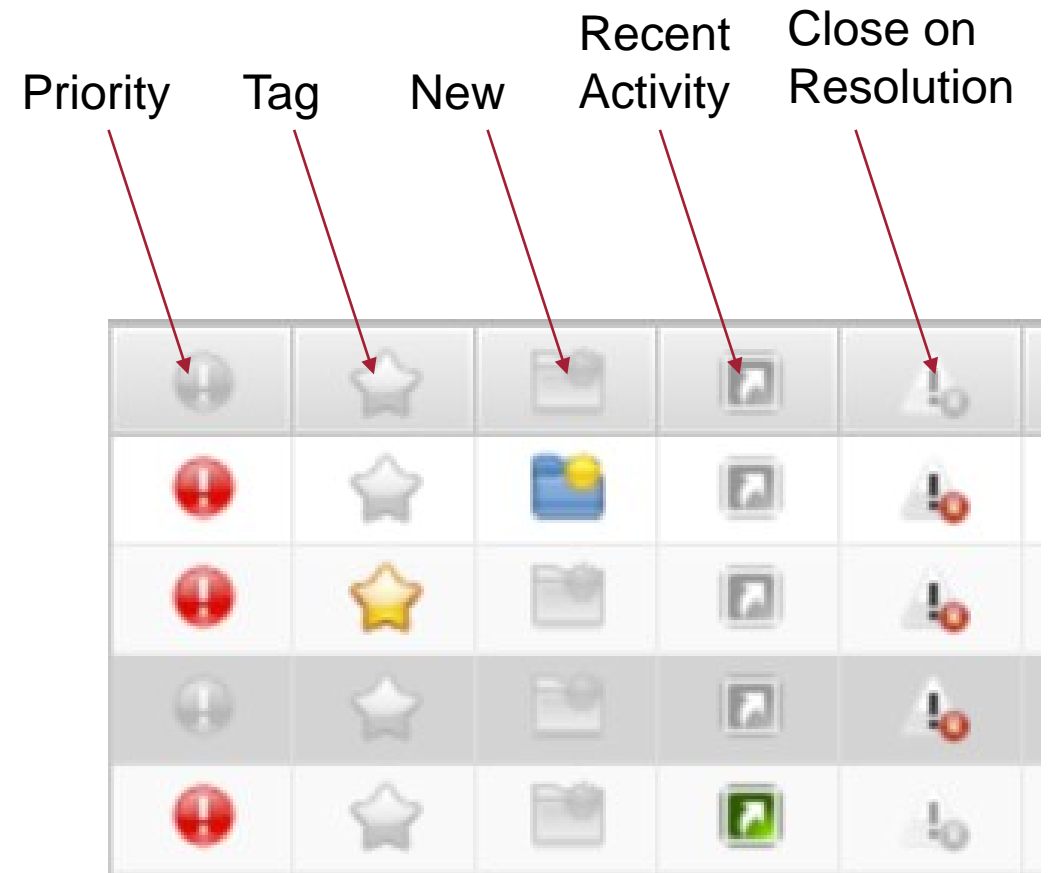 Priority
Tag
New
Recent
Activity
Close on
Resolution